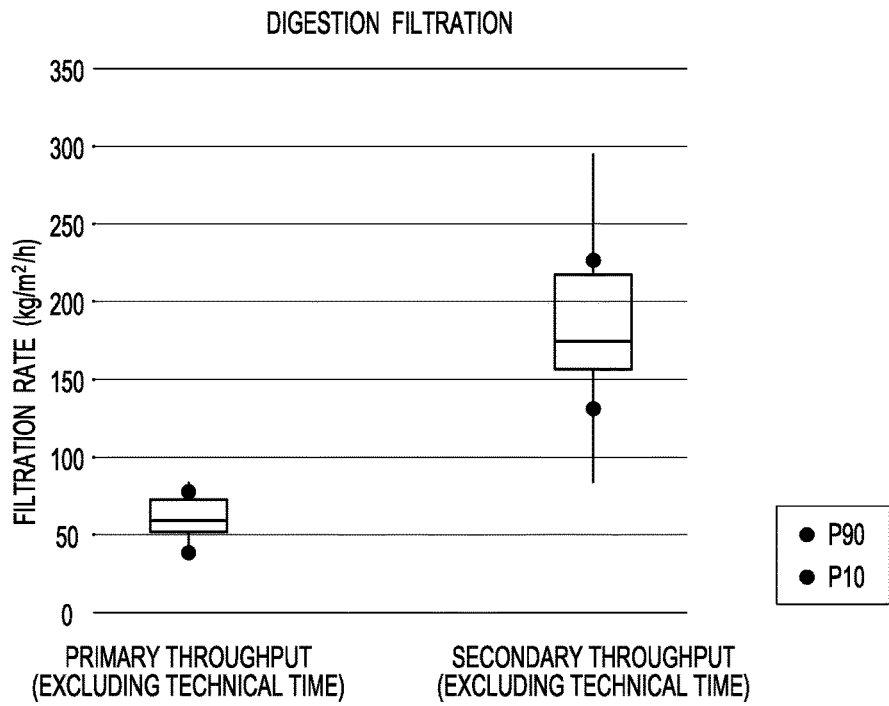 DIGESTION FILTRATION
FILTRATION RATE (kg/m²/h)
350
300
250
200
150
100
50
0
PRIMARY THROUGHPUT
(EXCLUDING TECHNICAL TIME)
SECONDARY THROUGHPUT
(EXCLUDING TECHNICAL TIME)
P90
P10